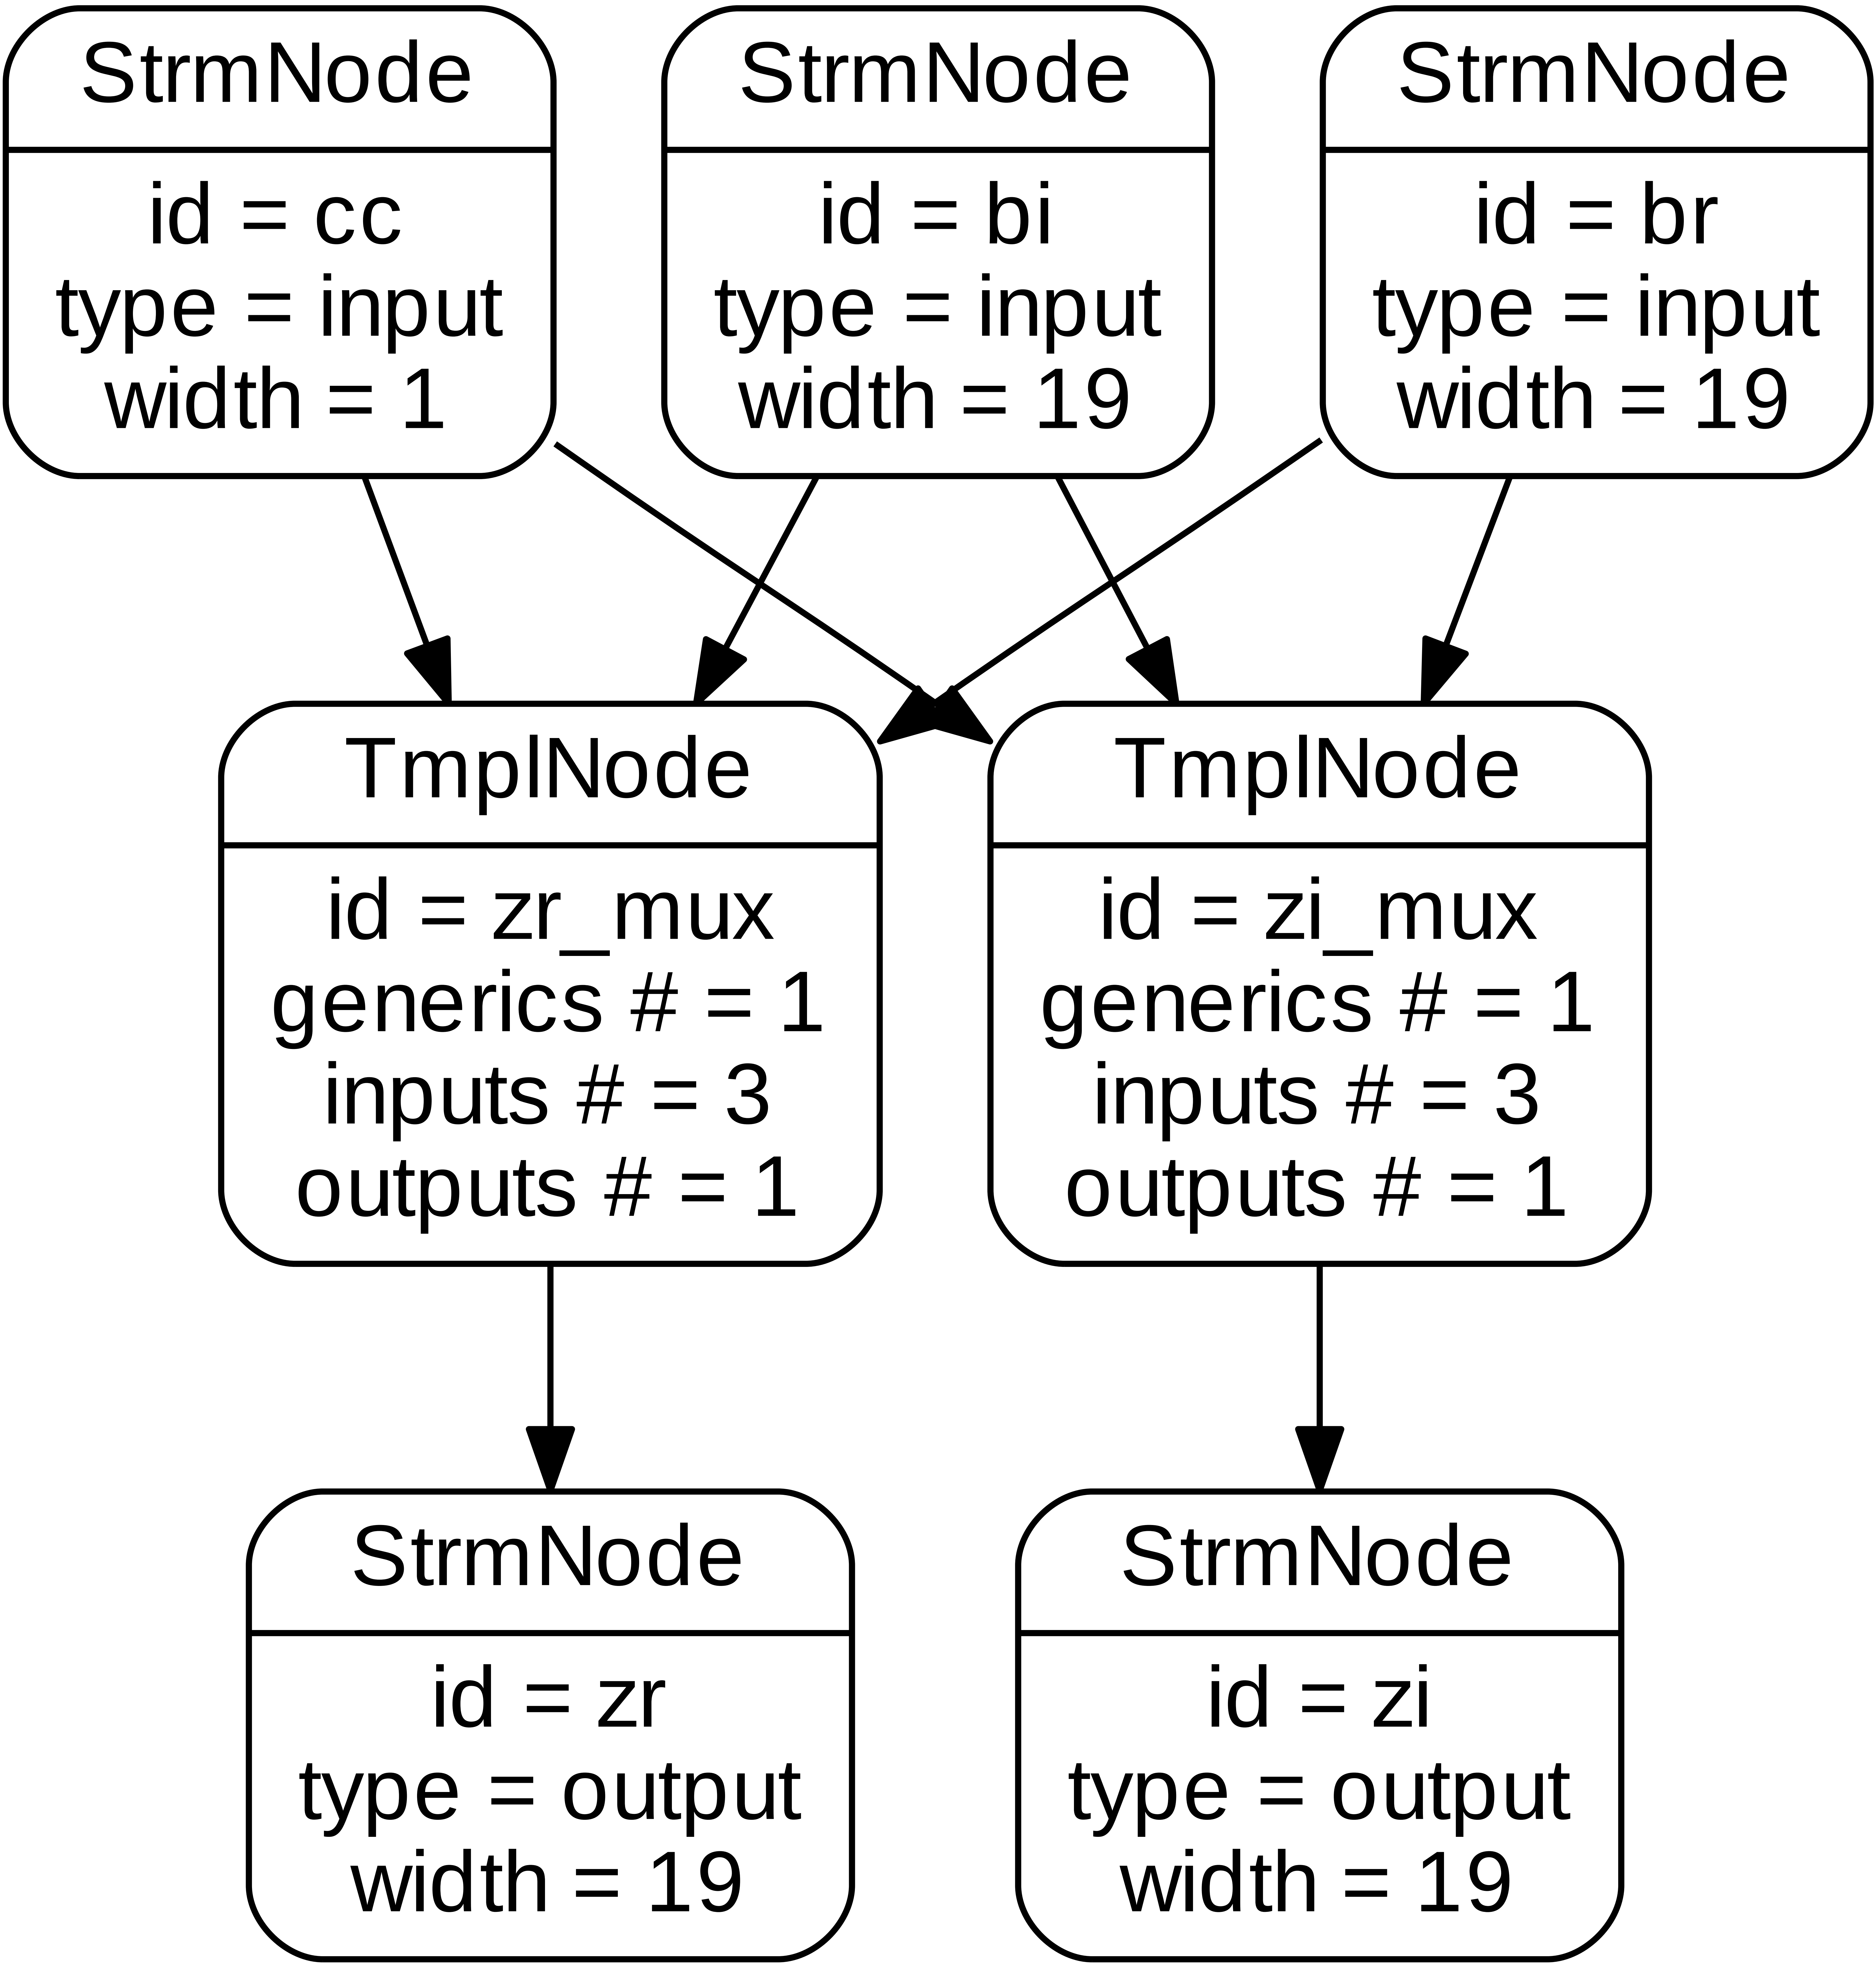 StrmNode
id = cc
type = input
width = 1
StrmNode
id = bi
type = input
width = 19
StrmNode
id = br
type = input
width = 19
TmplNode
id = zr_mux
generics # = 1
inputs # = 3
outputs # = 1
TmplNode
id = zi_mux
generics # = 1
inputs # = 3
outputs # = 1
StrmNode
id = zr
type = output
width = 19
StrmNode
id = zi
type = output
width = 19